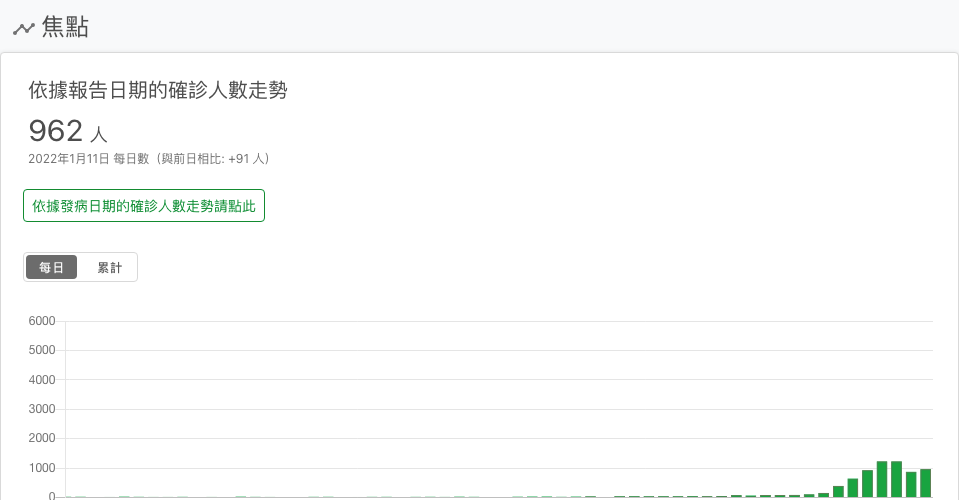 焦點
依據報告日期的確診人數走勢
962 人
2022年1月11日 每日數（與前日相比: +91 人）
依據發病日期的確診人數走勢請點此
每日 累計
6000
5000
4000
3000
2000
1000
0